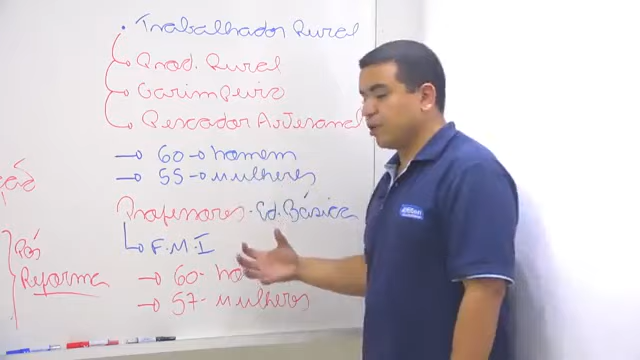 • Trabalhador Rural
Prod. Rural
Garimpeiro
Pescador Artesanal
→ 60 → homem
→ 55 → mulheres
Professores - Ed. Básica
F.M.I
Pós
Reforma
→ 60 - ho
→ 57 - mulheres